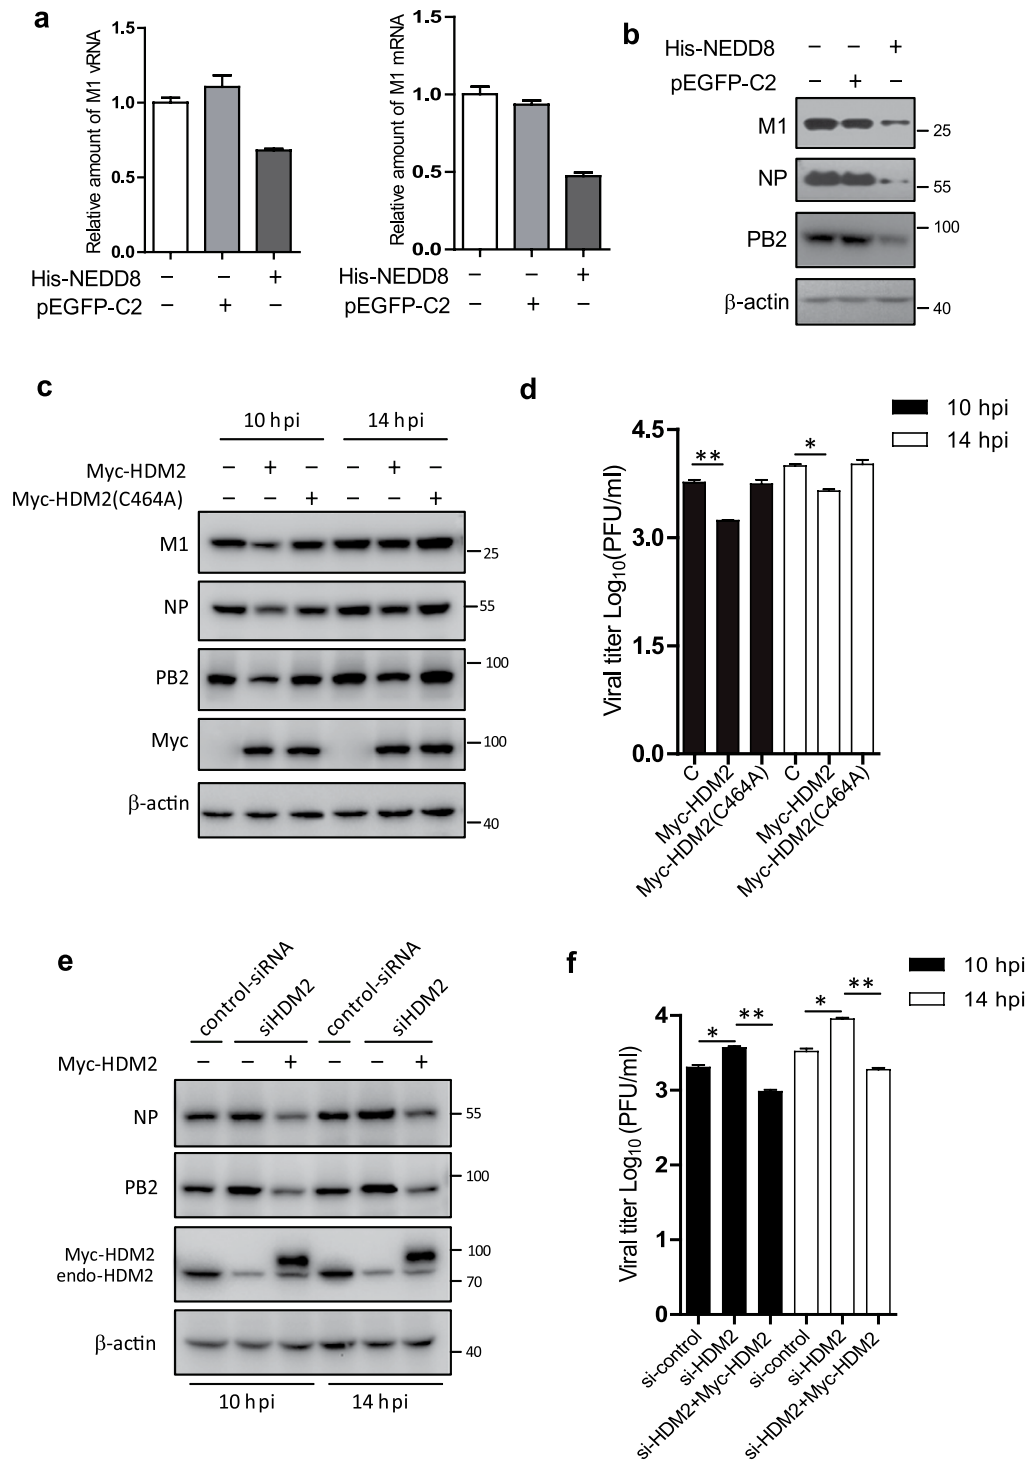 a
Relative amount of M1 vRNA
1.5
1.0
0.5
0.0
His-NEDD8 – – +
pEGFP-C2 – + –
Relative amount of M1 mRNA
1.5
1.0
0.5
0.0
His-NEDD8 – – +
pEGFP-C2 – + –
b
His-NEDD8 – – +
pEGFP-C2 – + –
M1 25
NP 55
PB2 100
β-actin 40
c
10 hpi 14 hpi
Myc-HDM2 – + – – + –
Myc-HDM2(C464A) – – + – – +
M1 25
NP 55
PB2 100
Myc 100
β-actin 40
d
10 hpi
14 hpi
Viral titer Log10(PFU/ml)
4.5
3.0
1.5
0.0
** *
C
Myc-HDM2
Myc-HDM2(C464A)
C
Myc-HDM2
Myc-HDM2(C464A)
e
control-siRNA
siHDM2
control-siRNA
siHDM2
Myc-HDM2 – – + – – +
NP 55
PB2 100
Myc-HDM2 100
endo-HDM2 70
β-actin 40
10 hpi 14 hpi
f
10 hpi
14 hpi
Viral titer Log10 (PFU/ml)
4
3
2
1
0
* ** * **
si-control
si-HDM2
si-HDM2+Myc-HDM2
si-control
si-HDM2
si-HDM2+Myc-HDM2